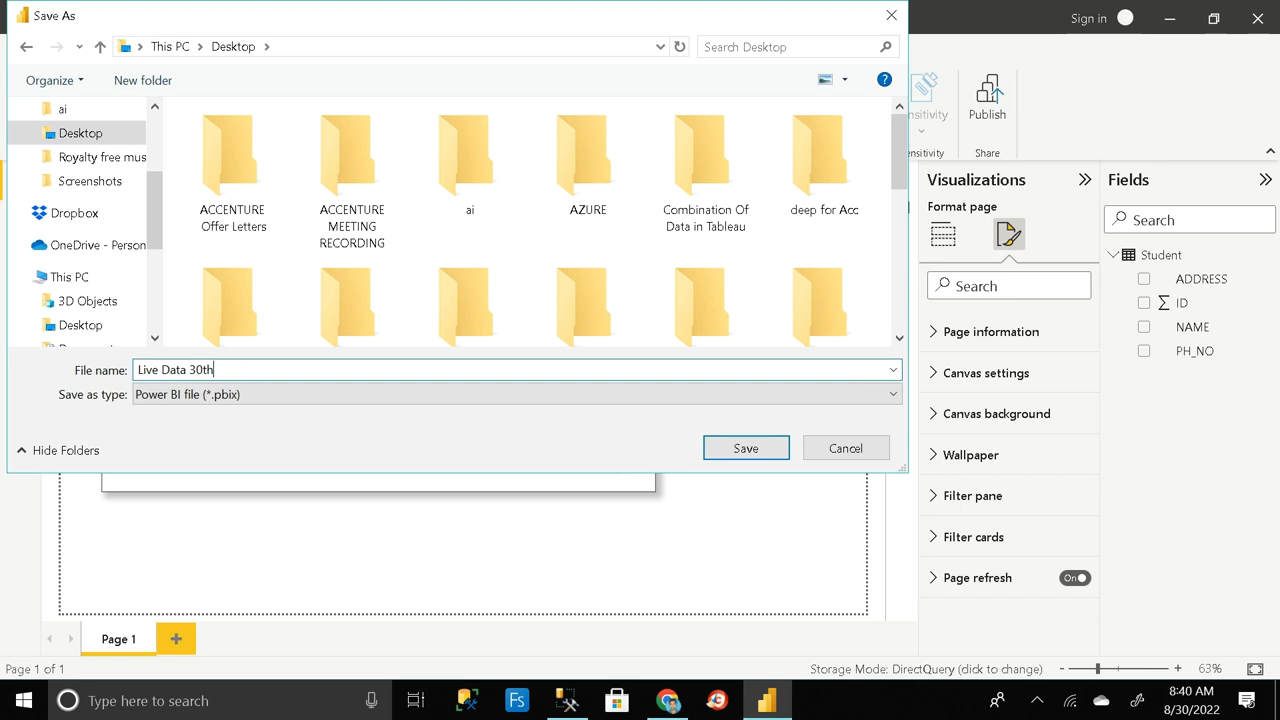 Save As
Sign in
This PC
Desktop
Search Desktop
Organize
New folder
nsitivity
Publish
ensitivity
Share
ai
Desktop
Royalty free mus
Screenshots
Dropbox
OneDrive - Person
This PC
3D Objects
Desktop
ACCENTURE
Offer Letters
ACCENTURE
MEETING
RECORDING
ai
AZURE
Combination Of
Data in Tableau
deep for Acc
File name:
Live Data 30th
Save as type:
Power BI file (*.pbix)
Hide Folders
Save
Cancel
Visualizations
Format page
Search
Page information
Canvas settings
Canvas background
Wallpaper
Filter pane
Filter cards
Page refresh
On
Fields
Search
Student
ADDRESS
ID
NAME
PH_NO
Page 1
Page 1 of 1
Storage Mode: DirectQuery (click to change)
63%
Type here to search
Fs
8:40 AM
8/30/2022